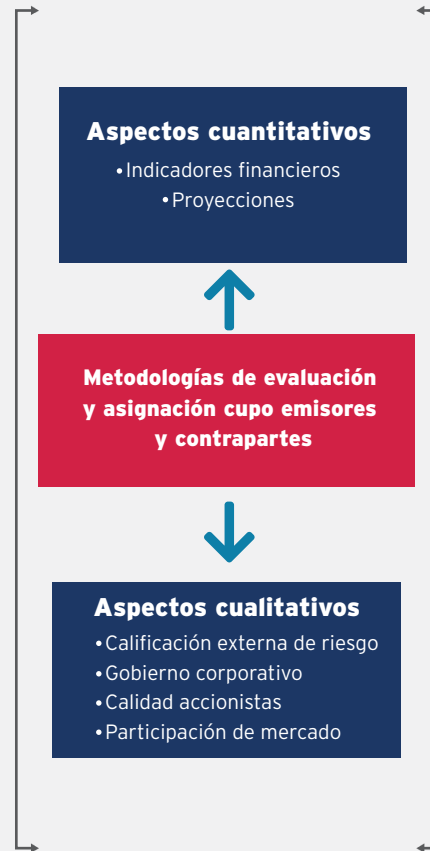 Aspectos cuantitativos
•Indicadores financieros
•Proyecciones
Metodologías de evaluación
y asignación cupo emisores
y contrapartes
Aspectos cualitativos
•Calificación externa de riesgo
•Gobierno corporativo
•Calidad accionistas
•Participación de mercado